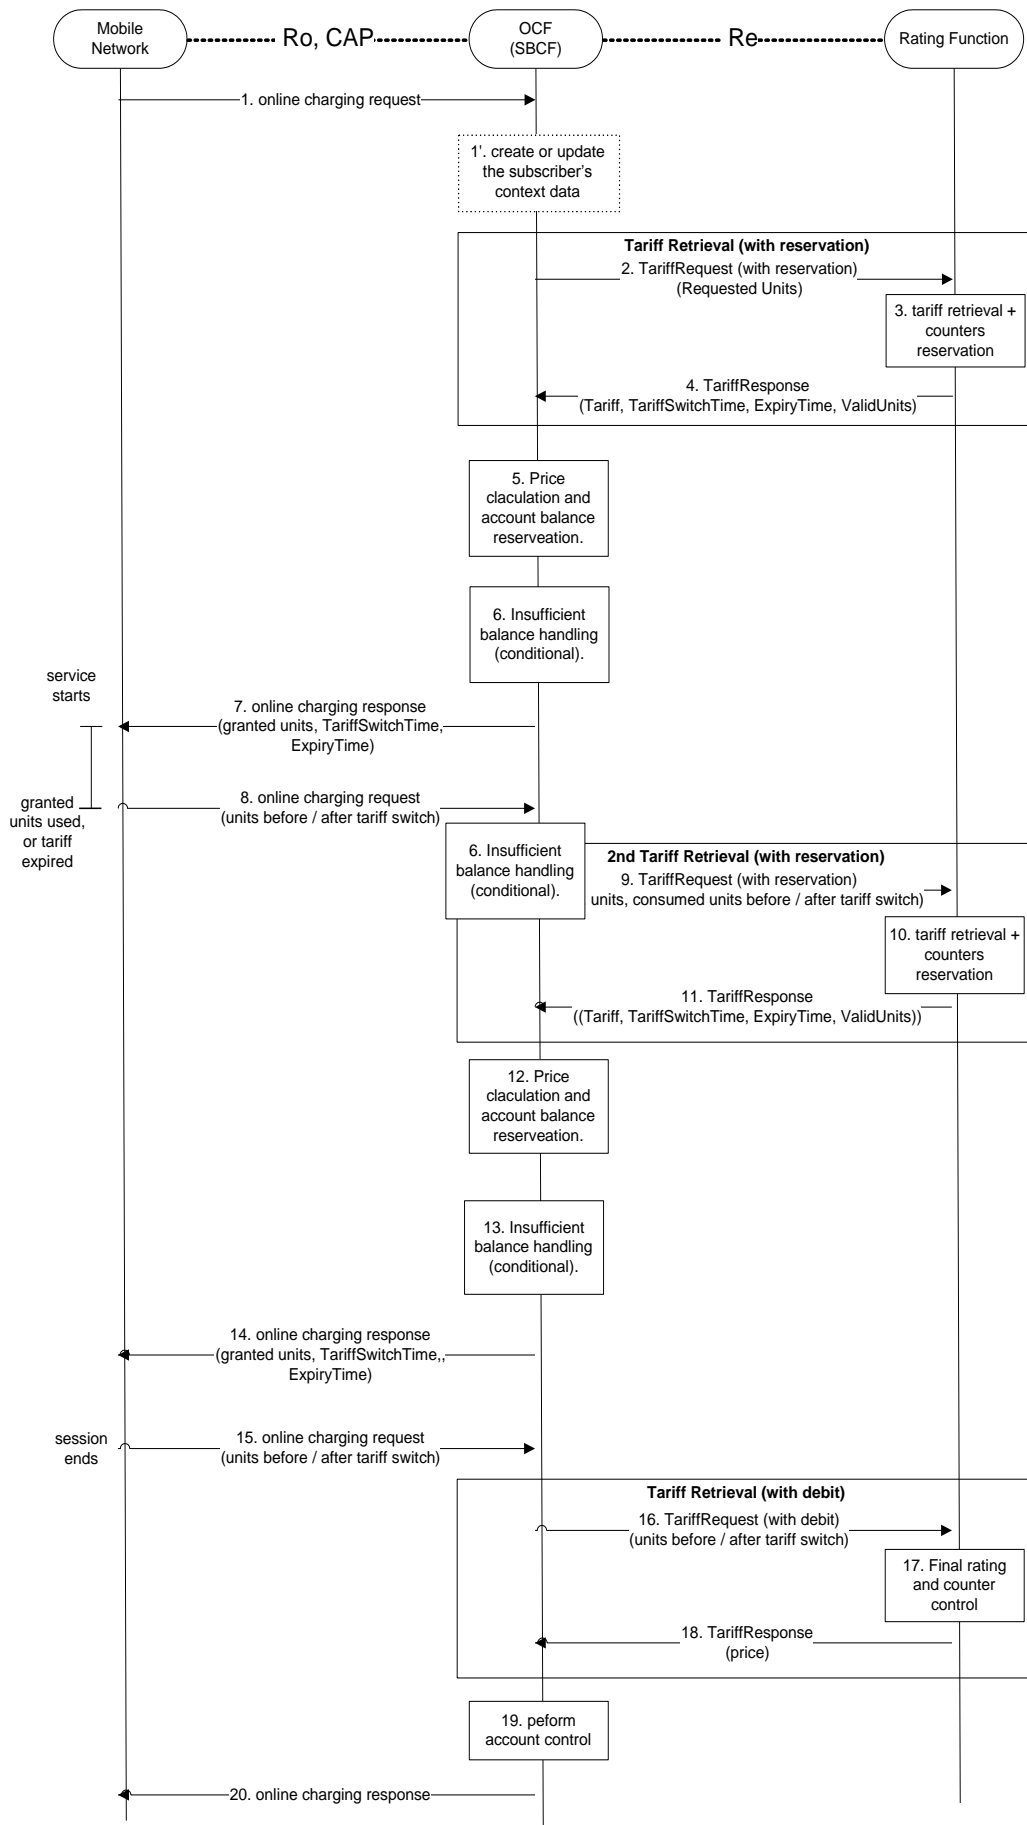 Mobile
Network
Ro, CAP
OCF
(SBCF)
Re
Rating Function
1. online charging request
1'. create or update
the subscriber's
context data
Tariff Retrieval (with reservation)
2. TariffRequest (with reservation)
(Requested Units)
3. tariff retrieval +
counters
reservation
4. TariffResponse
(Tariff, TariffSwitchTime, ExpiryTime, ValidUnits)
5. Price
claculation and
account balance
reserveation.
6. Insufficient
balance handling
(conditional).
service
starts
7. online charging response
(granted units, TariffSwitchTime,
ExpiryTime)
granted
units used,
or tariff
expired
8. online charging request
(units before / after tariff switch)
6. Insufficient
balance handling
(conditional).
2nd Tariff Retrieval (with reservation)
9. TariffRequest (with reservation)
units, consumed units before / after tariff switch)
10. tariff retrieval +
counters
reservation
11. TariffResponse
((Tariff, TariffSwitchTime, ExpiryTime, ValidUnits))
12. Price
claculation and
account balance
reserveation.
13. Insufficient
balance handling
(conditional).
14. online charging response
(granted units, TariffSwitchTime,,
ExpiryTime)
session
ends
15. online charging request
(units before / after tariff switch)
Tariff Retrieval (with debit)
16. TariffRequest (with debit)
(units before / after tariff switch)
17. Final rating
and counter
control
18. TariffResponse
(price)
19. peform
account control
20. online charging response